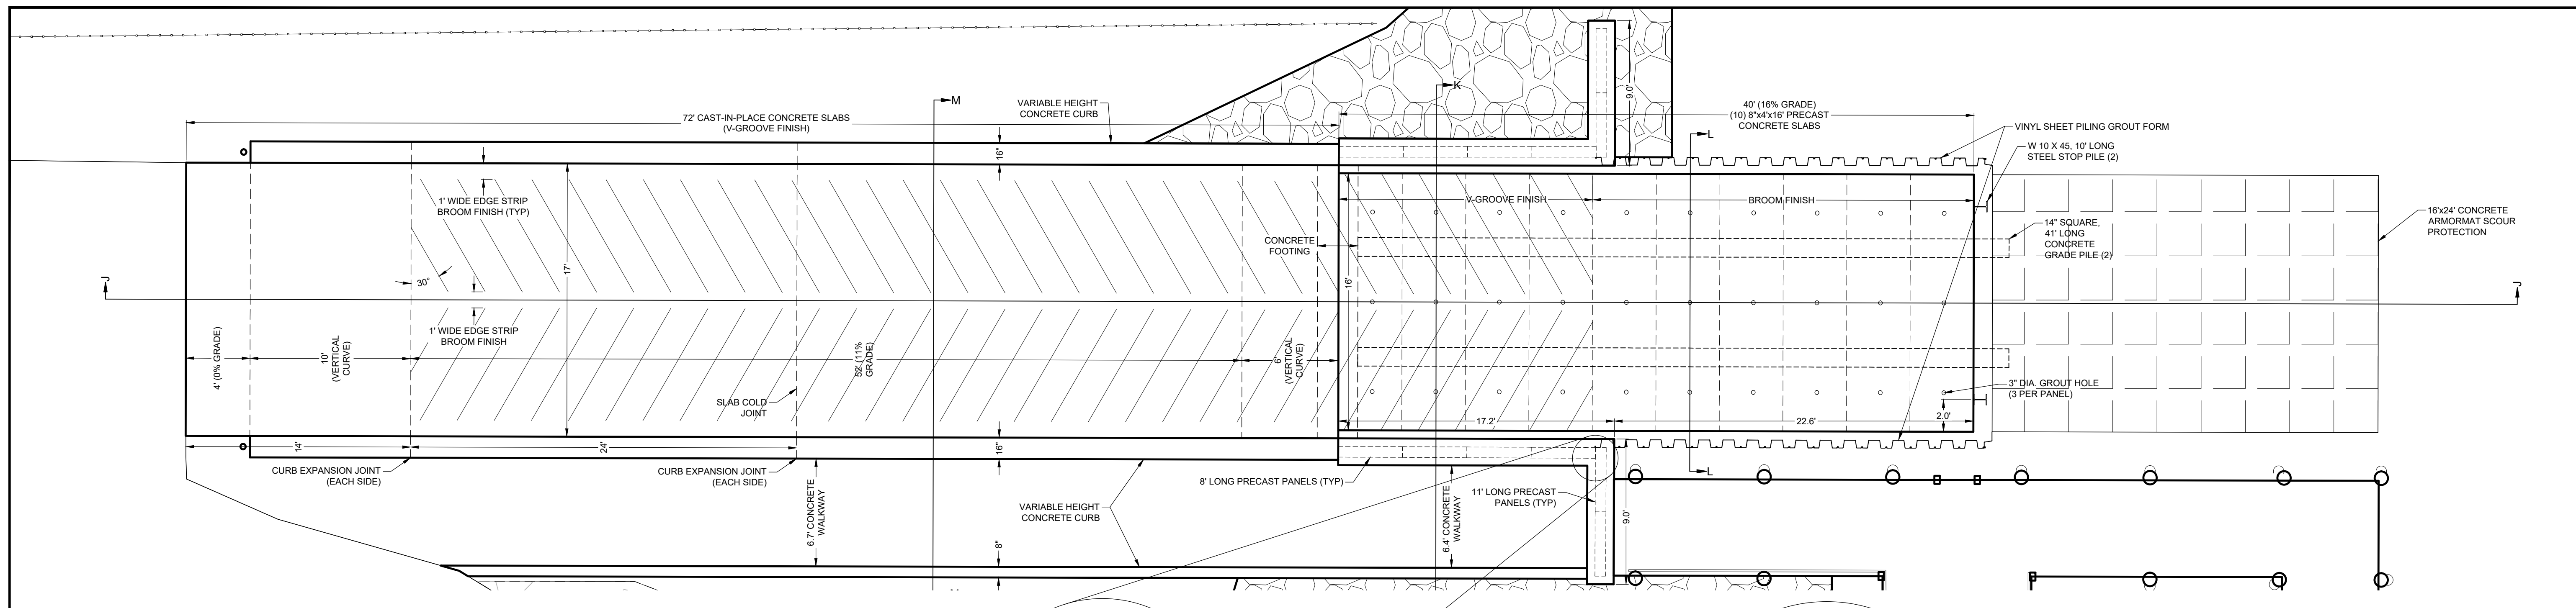 72' CAST-IN-PLACE CONCRETE SLABS
(V-GROOVE FINISH)
M
VARIABLE HEIGHT
CONCRETE CURB
K
9.0'
40' (16% GRADE)
(10) 8"x4'x16' PRECAST
CONCRETE SLABS
L
VINYL SHEET PILING GROUT FORM
W 10 X 45, 10' LONG
STEEL STOP PILE (2)
16"
1' WIDE EDGE STRIP
BROOM FINISH (TYP)
V-GROOVE FINISH
BROOM FINISH
14" SQUARE,
41' LONG
CONCRETE
GRADE PILE (2)
16'x24' CONCRETE
ARMORMAT SCOUR
PROTECTION
CONCRETE
FOOTING
17'
30°
16'
J
J
1' WIDE EDGE STRIP
BROOM FINISH
4' (0% GRADE)
10'
(VERTICAL
CURVE)
52' (11%
GRADE)
6'
(VERTICAL
CURVE)
SLAB COLD
JOINT
3" DIA. GROUT HOLE
(3 PER PANEL)
2.0'
17.2'
22.6'
14'
24'
16"
CURB EXPANSION JOINT
(EACH SIDE)
CURB EXPANSION JOINT
(EACH SIDE)
8' LONG PRECAST PANELS (TYP)
L
11' LONG PRECAST
PANELS (TYP)
6.7' CONCRETE
WALKWAY
VARIABLE HEIGHT
CONCRETE CURB
6.4' CONCRETE
WALKWAY
9.0'
8"